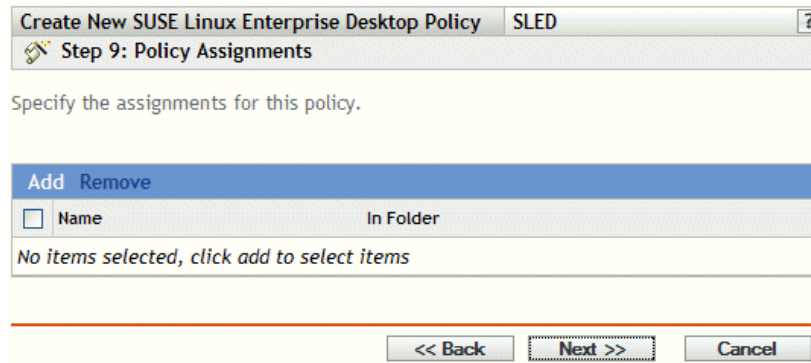 Create New SUSE Linux Enterprise Desktop Policy SLED ?
Step 9: Policy Assignments
Specify the assignments for this policy.
Add Remove
Name In Folder
No items selected, click add to select items
<< Back Next >> Cancel